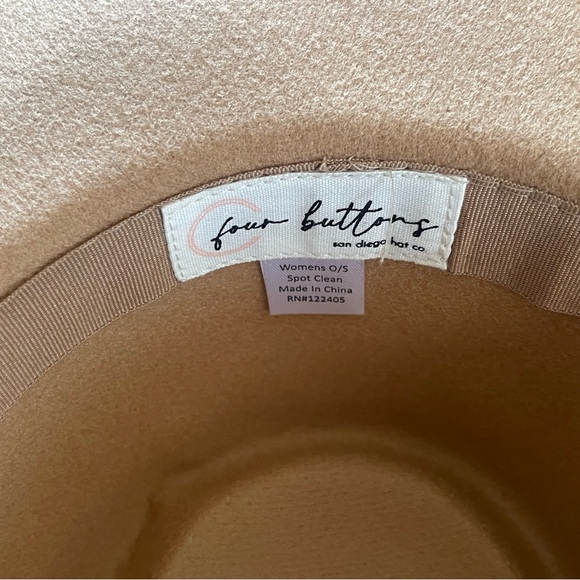 four buttons
san diego hat co
Womens O/S
Spot Clean
Made In China
RN#122405